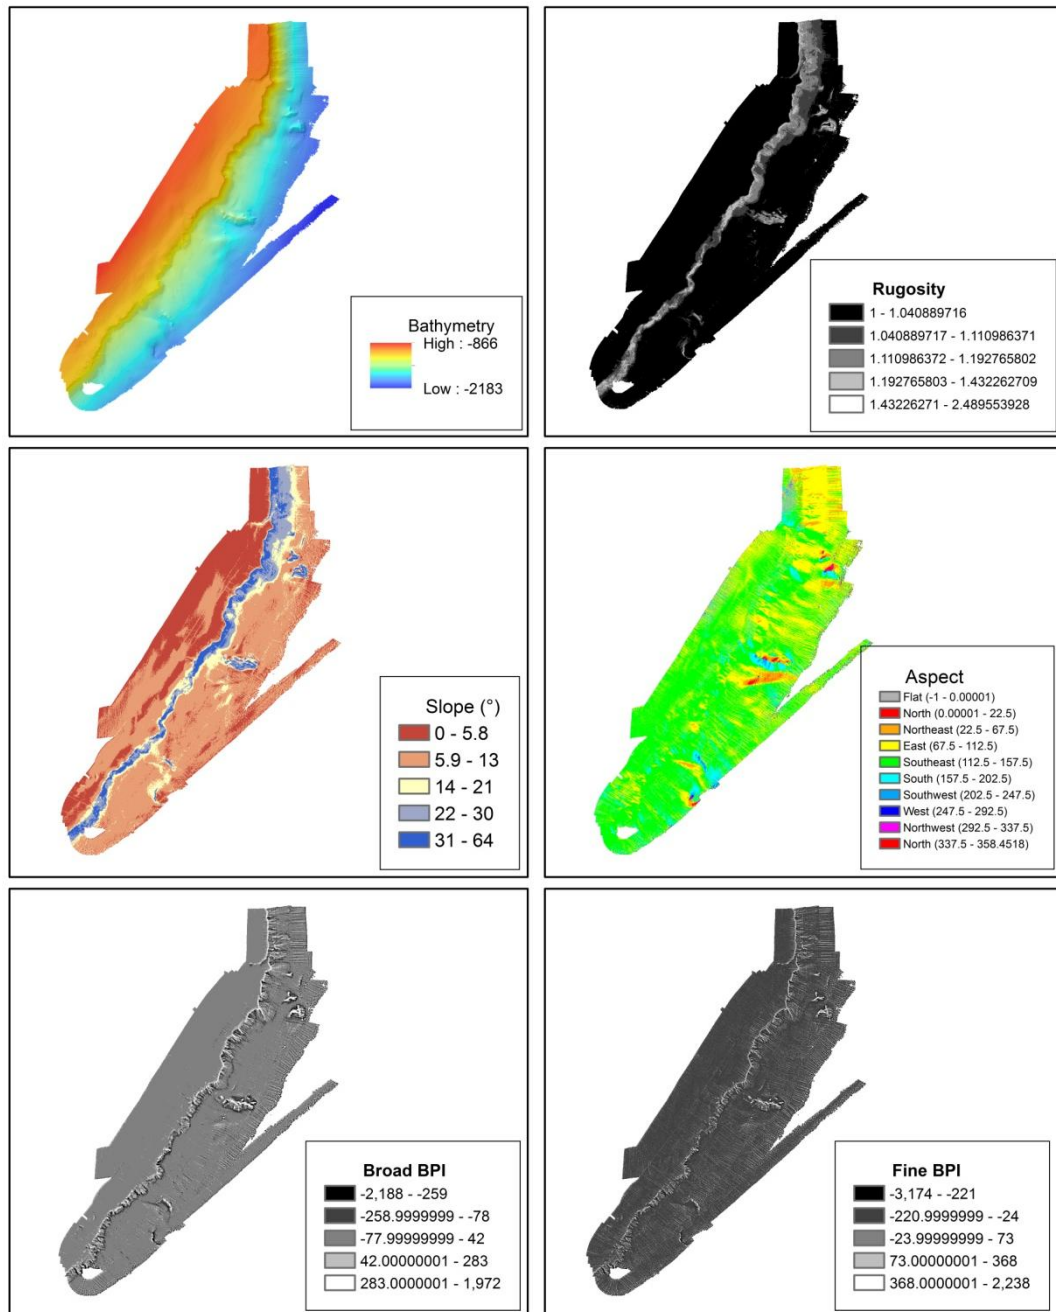 Bathymetry
High : -866
Low : -2183
Rugosity
1 - 1.040889716
1.040889717 - 1.110986371
1.110986372 - 1.192765802
1.192765803 - 1.432262709
1.43226271 - 2.489553928
Slope (°)
0 - 5.8
5.9 - 13
14 - 21
22 - 30
31 - 64
Aspect
Flat (-1 - 0.00001)
North (0.00001 - 22.5)
Northeast (22.5 - 67.5)
East (67.5 - 112.5)
Southeast (112.5 - 157.5)
South (157.5 - 202.5)
Southwest (202.5 - 247.5)
West (247.5 - 292.5)
Northwest (292.5 - 337.5)
North (337.5 - 358.4518)
Broad BPI
-2,188 - -259
-258.9999999 - -78
-77.99999999 - 42
42.00000001 - 283
283.0000001 - 1,972
Fine BPI
-3,174 - -221
-220.9999999 - -24
-23.99999999 - 73
73.00000001 - 368
368.0000001 - 2,238